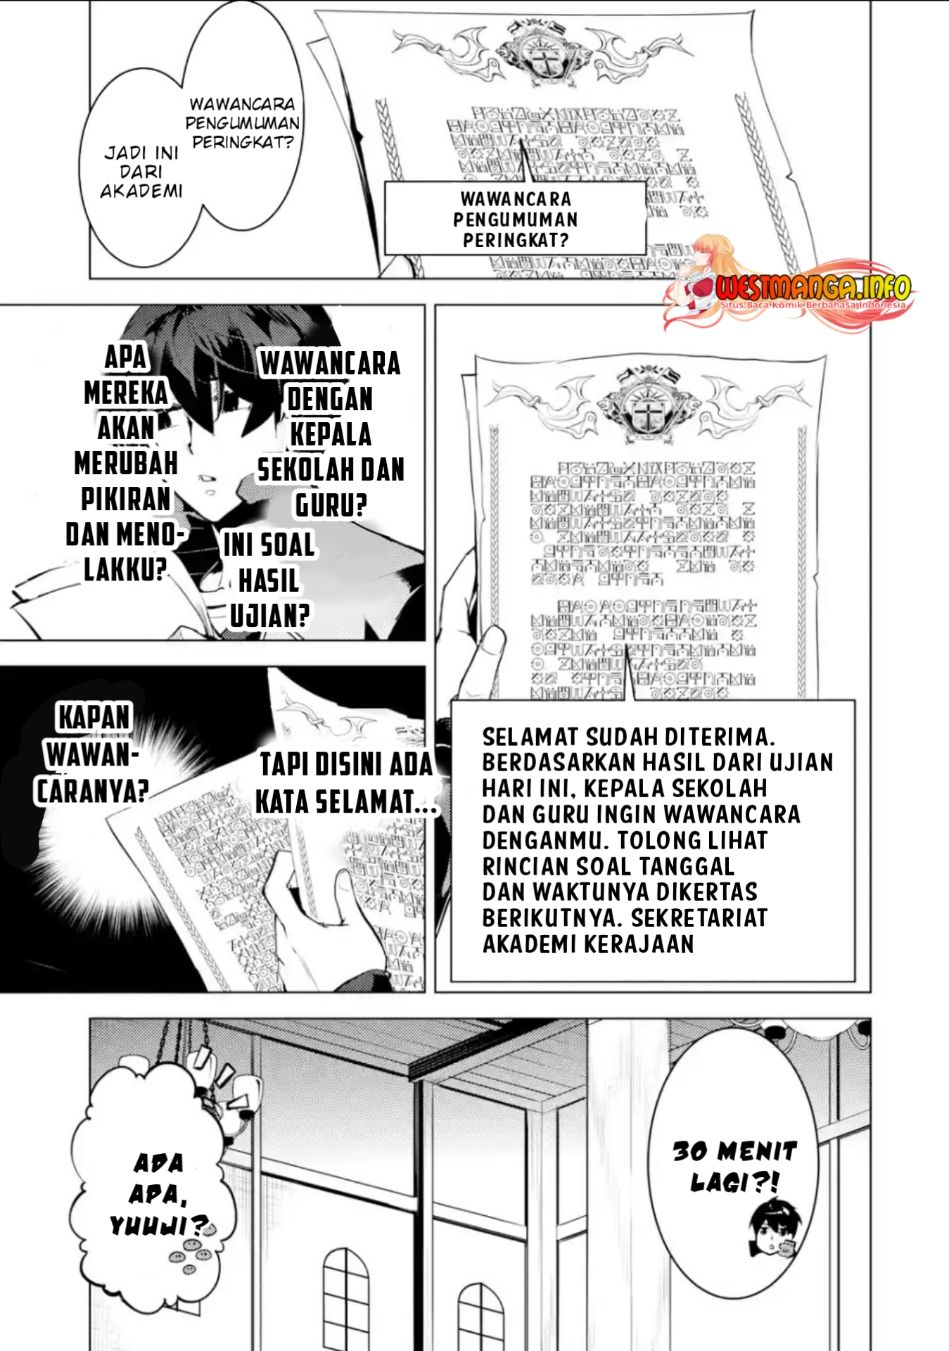 WAWANCARA
PENGUMUMAN
PERINGKAT?
JADI INI
DARI
AKADEMI
WAWANCARA
PENGUMUMAN
PERINGKAT?
WESTMANGA.INFO
Situs Baca Komik Berbahasa Indonesia
SELAMAT SUDAH DITERIMA.
BERDASARKAN HASIL DARI UJIAN
HARI INI, KEPALA SEKOLAH
DAN GURU INGIN WAWANCARA
DENGANMU. TOLONG LIHAT
RINCIAN SOAL TANGGAL
DAN WAKTUNYA DIKERTAS
BERIKUTNYA. SEKRETARIAT
AKADEMI KERAJAAN
WAWANCARA
DENGAN
KEPALA
SEKOLAH DAN
GURU?
INI SOAL
HASIL
UJIAN?
APA
MEREKA
AKAN
MERUBAH
PIKIRAN
DAN MENO-
LAKKU?
TAPI DISINI ADA
KATA SELAMAT...
KAPAN
WAWAN-
CARANYA?
30 MENIT
LAGI?!
ADA
APA,
YUUUJI?